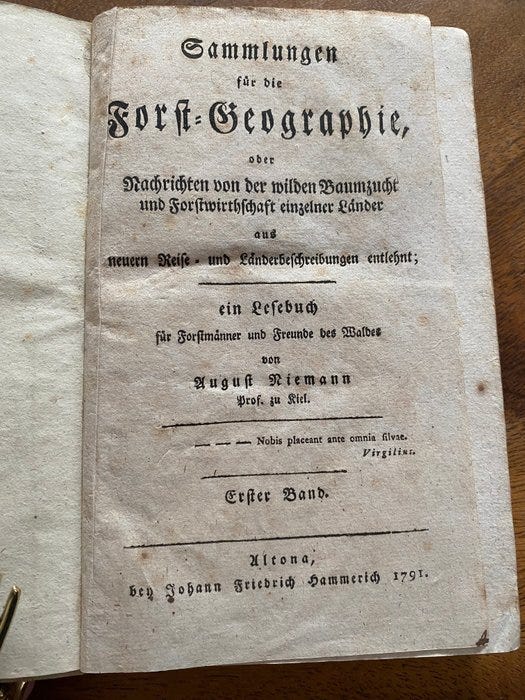 Sammlungen
für die
Forst-Geographie,
oder
Nachrichten von der wilden Baumzucht
und Forstwirthschaft einzelner Länder
aus
neuern Reise- und Länderbeschreibungen entlehnt;
ein Lesebuch
für Forstmänner und Freunde des Waldes
von
August Niemann
Prof. zu Kiel.
— — — Nobis placeant ante omnia silvae.
Virgilius.
Erster Band.
Altona,
bey Johann Friedrich Hammerich 1791.